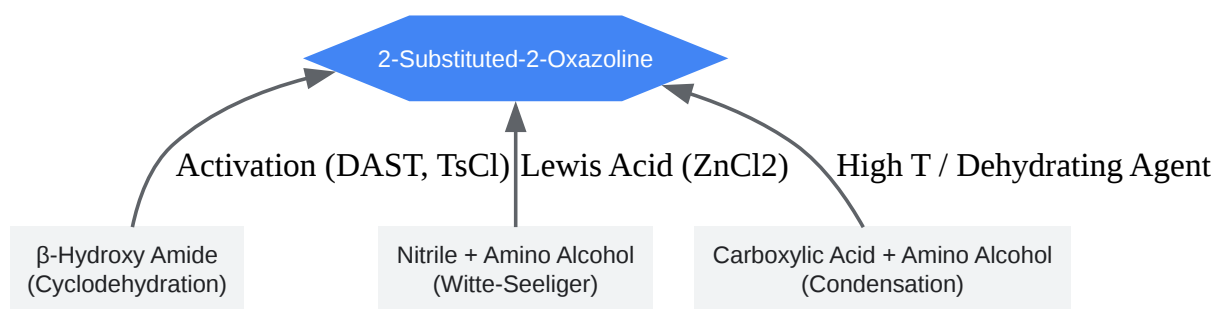 2-Substituted-2-Oxazoline
Activation (DAST, TsCl)
Lewis Acid (ZnCl2)
High T / Dehydrating Agent
β-Hydroxy Amide
(Cyclodehydration)
Nitrile + Amino Alcohol
(Witte-Seeliger)
Carboxylic Acid + Amino Alcohol
(Condensation)